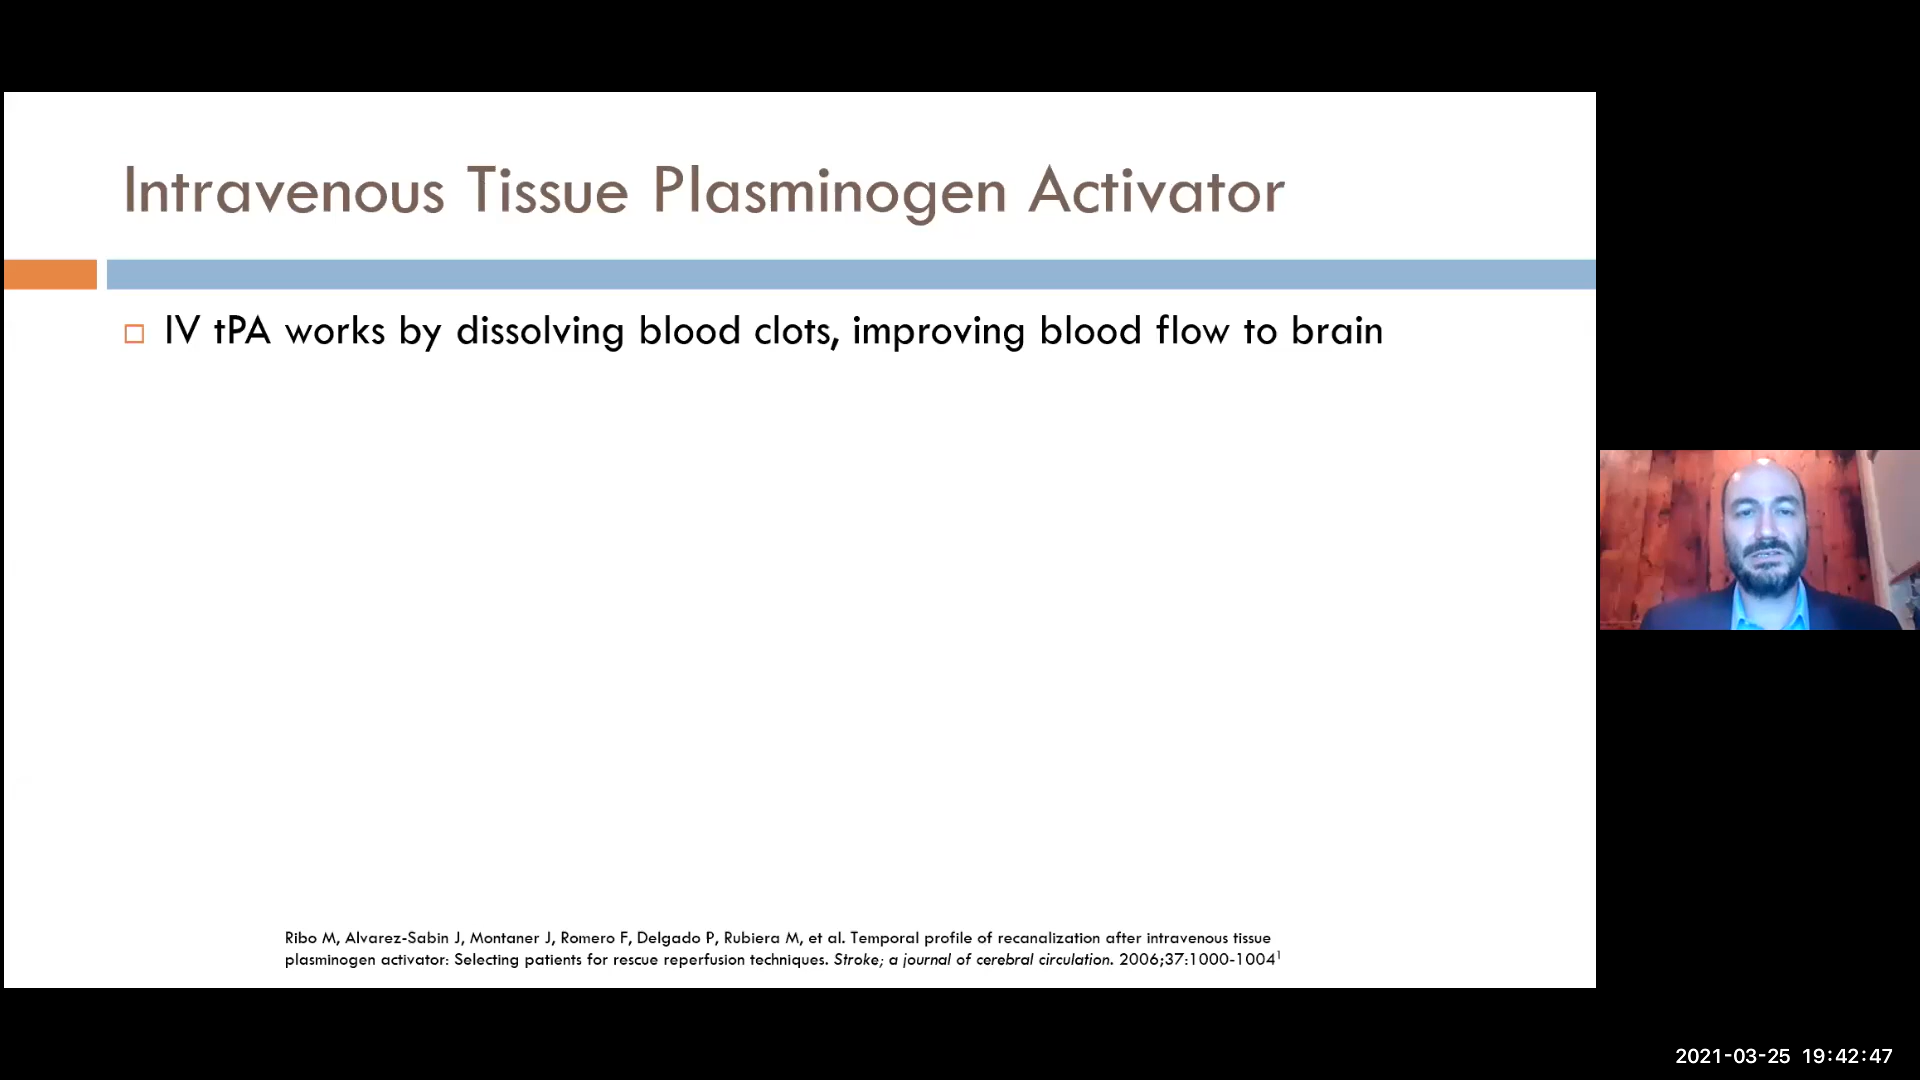 Intravenous Tissue Plasminogen Activator
IV tPA works by dissolving blood clots, improving blood flow to brain
Ribo M, Alvarez-Sabin J, Montaner J, Romero F, Delgado P, Rubiera M, et al. Temporal profile of recanalization after intravenous tissue
plasminogen activator: Selecting patients for rescue reperfusion techniques. Stroke; a journal of cerebral circulation. 2006;37:1000-1004¹
2021-03-25 19:42:47